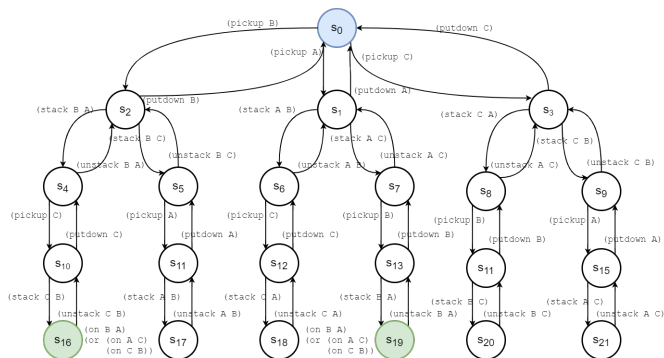 (pickup B)
s0
(putdown C)
(pickup A)
(pickup C)
(putdown A)
(putdown B)
s2
s1
s3
(stack B A)
(stack B C)
(unstack B C)
(unstack B A)
(stack A B)
(stack A C)
(unstack A C)
(unstack A B)
(stack C A)
(stack C B)
(unstack C B)
(unstack A C)
s4
s5
s6
s7
s8
s9
(pickup C)
(pickup A)
(pickup C)
(pickup B)
(pickup B)
(pickup A)
(putdown C)
(putdown A)
(putdown C)
(putdown B)
(putdown B)
(putdown A)
s10
s11
s12
s13
s11
s15
(stack C B)
(stack A B)
(stack C A)
(stack B A)
(stack B C)
(stack A C)
(unstack C B)
(unstack A B)
(unstack C A)
(unstack B A)
(unstack B C)
(unstack A C)
s16
(on B A)
(or (on A C)
(on C B))
s17
s18
(on B A)
(or (on A C)
(on C B))
s19
s20
s21